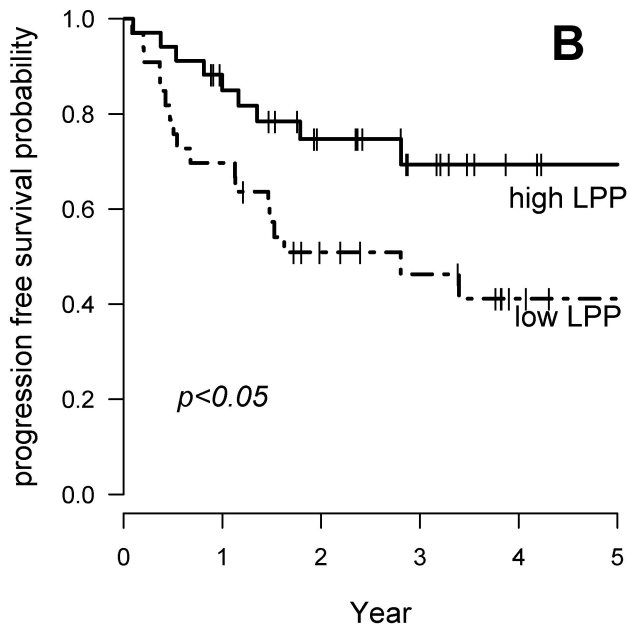 B
progression free survival probability
1.0
0.8
0.6
0.4
0.2
0.0
high LPP
low LPP
p<0.05
0 1 2 3 4 5
Year